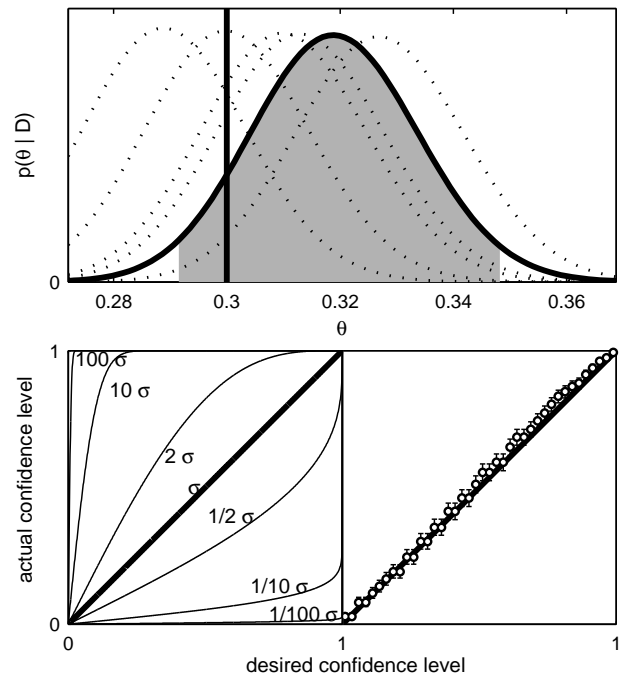 p(θ | D)
0
0.28 0.3 0.32 0.34 0.36
θ
actual confidence level
1
100 σ
10 σ
2 σ
σ
1/2 σ
1/10 σ
1/100 σ
0 1 1
desired confidence level